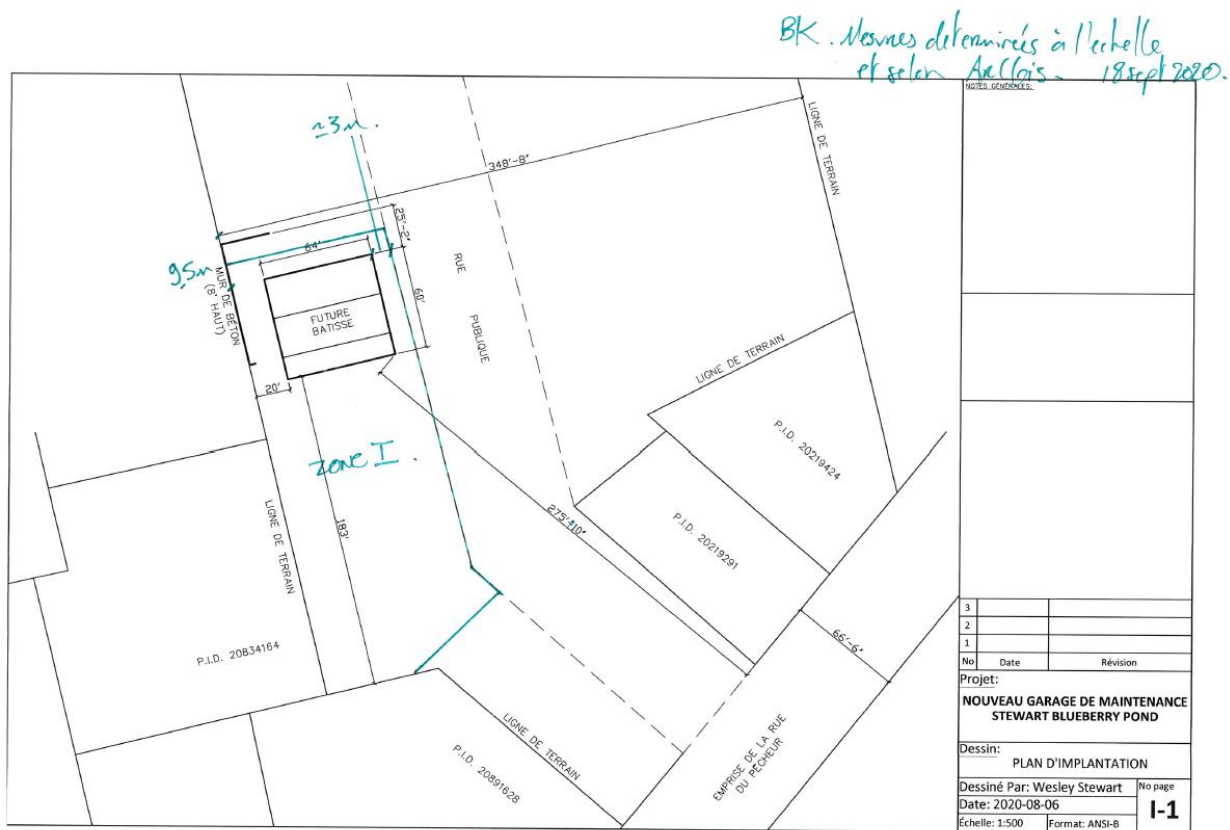 BK. Mesures déterminées à l'echelle
et selon 18 sept 2020.
NOTES GÉNÉRALES:
~3m.
348'-8"
LIGNE DE TERRAIN
25'-2"
64'
9.5m
MUR DE BÉTON
(8' HAUT)
FUTURE
BATISSE
60'
RUE
PUBLIQUE
20'
LIGNE DE TERRAIN
P.I.D. 20219424
ZONE I.
LIGNE DE TERRAIN
183'
275'-10"
P.I.D. 20219291
P.I.D. 20834164
66'-6"
LIGNE DE TERRAIN
P.I.D. 20891628
EMPRISE DE LA RUE
DU PÊCHEUR
3
2
1
No Date Révision
Projet:
NOUVEAU GARAGE DE MAINTENANCE
STEWART BLUEBERRY POND
Dessin:
PLAN D'IMPLANTATION
Dessiné Par: Wesley Stewart
No page
Date: 2020-08-06
I-1
Échelle: 1:500 Format: ANSI-B